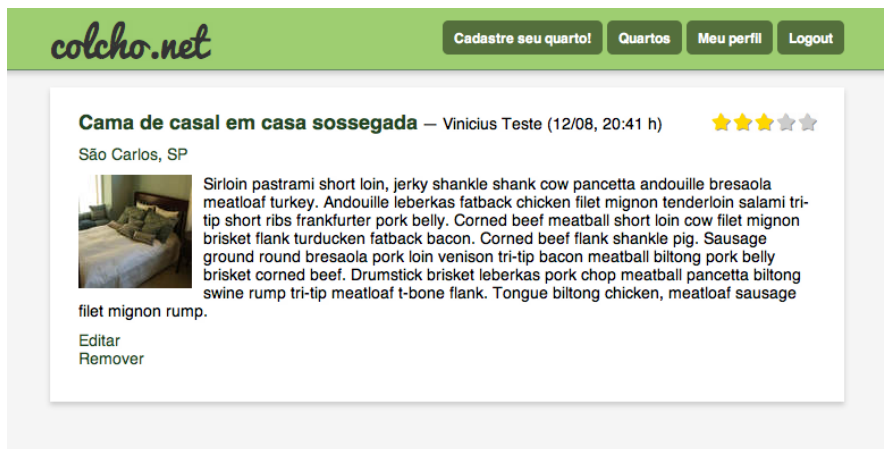 colcho.net
Cadastre seu quarto!
Quartos
Meu perfil
Logout
Cama de casal em casa sossegada — Vinicius Teste (12/08, 20:41 h)
São Carlos, SP
Sirloin pastrami short loin, jerky shankle shank cow pancetta andouille bresaola
meatloaf turkey. Andouille leberkas fatback chicken filet mignon tenderloin salami tri-
tip short ribs frankfurter pork belly. Corned beef meatball short loin cow filet mignon
brisket flank turducken fatback bacon. Corned beef flank shankle pig. Sausage
ground round bresaola pork loin venison tri-tip bacon meatball biltong pork belly
brisket corned beef. Drumstick brisket leberkas pork chop meatball pancetta biltong
swine rump tri-tip meatloaf t-bone flank. Tongue biltong chicken, meatloaf sausage
filet mignon rump.
Editar
Remover